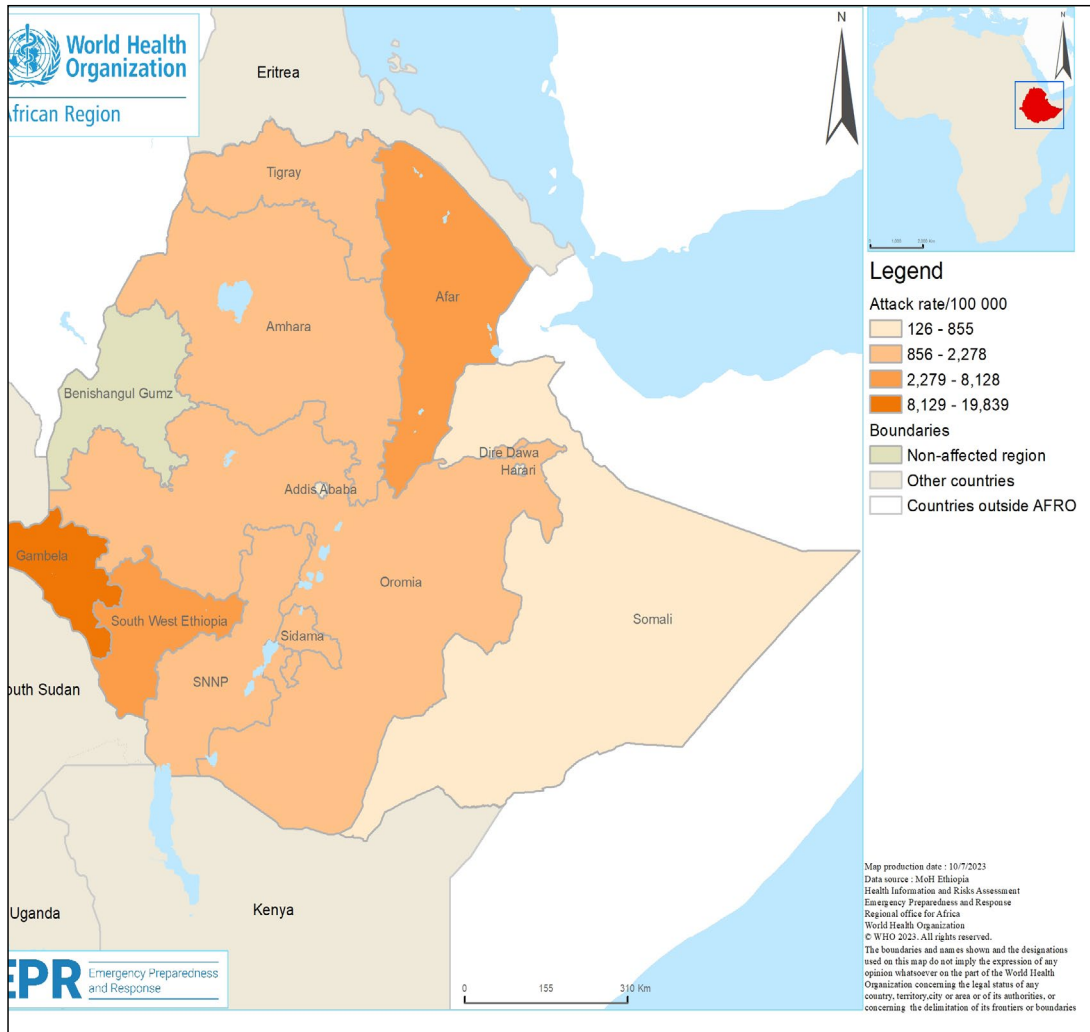 World Health
Organization
African Region
Eritrea
Tigray
Afar
Amhara
Benishangul Gumz
Dire Dawa
Harari
Addis Ababa
Gambela
Oromia
South West Ethiopia
Somali
Sidama
SNNP
outh Sudan
Uganda
Kenya
EPR
Emergency Preparedness
and Response
0 155 310 Km
N
N
Legend
Attack rate/100 000
126 - 855
856 - 2,278
2,279 - 8,128
8,129 - 19,839
Boundaries
Non-affected region
Other countries
Countries outside AFRO
Map production date : 10/7/2023
Data source : MoH Ethiopia
Health Information and Risks Assessment
Emergency Preparedness and Response
Regional office for Africa
World Health Organization
© WHO 2023. All rights reserved.
The boundaries and names shown and the designations
used on this map do not imply the expression of any
opinion whatsoever on the part of the World Health
Organization concerning the legal status of any
country, territory,city or area or of its authorities, or
concerning the delimitation of its frontiers or boundaries